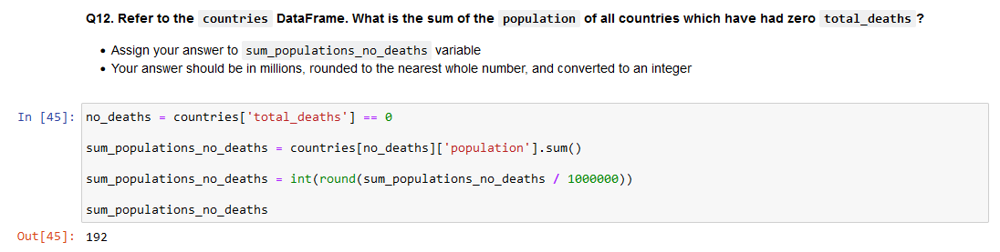 Q12. Refer to the countries DataFrame. What is the sum of the population of all countries which have had zero total_deaths ?
• Assign your answer to sum_populations_no_deaths variable
• Your answer should be in millions, rounded to the nearest whole number, and converted to an integer
In [45]: no_deaths = countries['total_deaths'] == 0
sum_populations_no_deaths = countries[no_deaths]['population'].sum()
sum_populations_no_deaths = int(round(sum_populations_no_deaths / 1000000))
sum_populations_no_deaths
Out[45]: 192